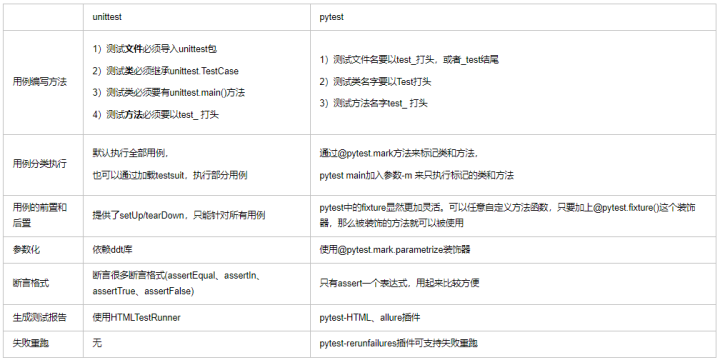 unittest
pytest
用例编写方法
1）测试文件必须导入unittest包
2）测试类必须继承unittest.TestCase
3）测试类必须要有unittest.main()方法
4）测试方法必须要以test_ 打头
1）测试文件名要以test_打头，或者_test结尾
2）测试类名字要以Test打头
3）测试方法名字test_ 打头
用例分类执行
默认执行全部用例，
也可以通过加载testsuit，执行部分用例
通过@pytest.mark方法来标记类和方法，
pytest main加入参数-m 来只执行标记的类和方法
用例的前置和
后置
提供了setUp/tearDown，只能针对所有用例
pytest中的fixture显然更加灵活。可以任意自定义方法函数，只要加上@pytest.fixture()这个装饰
器，那么被装饰的方法就可以被使用
参数化
依赖ddt库
使用@pytest.mark.parametrize装饰器
断言格式
断言很多断言格式(assertEqual、assertIn、
assertTrue、assertFalse)
只有assert一个表达式，用起来比较方便
生成测试报告
使用HTMLTestRunner
pytest-HTML、allure插件
失败重跑
无
pytest-rerunfailures插件可支持失败重跑